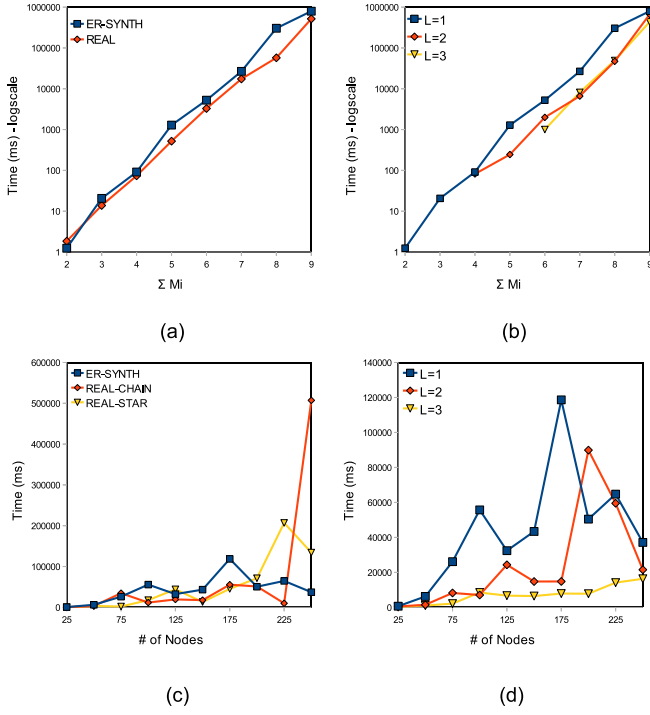 ER-SYNTH
REAL
1000000
100000
10000
1000
100
10
1
Time (ms) -logscale
2 3 4 5 6 7 8 9
Σ Mi
(a)
L=1
L=2
L=3
1000000
100000
10000
1000
100
10
1
Time (ms) -logscale
2 3 4 5 6 7 8 9
Σ Mi
(b)
ER-SYNTH
REAL-CHAIN
REAL-STAR
600000
500000
400000
300000
200000
100000
0
Time (ms)
25 75 125 175 225
# of Nodes
(c)
L=1
L=2
L=3
140000
120000
100000
80000
60000
40000
20000
0
Time (ms)
25 75 125 175 225
# of Nodes
(d)